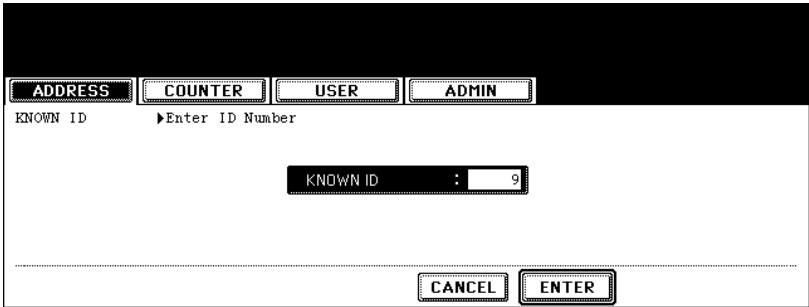 ADDRESS COUNTER USER ADMIN
KNOWN ID ▶Enter ID Number
KNOWN ID : 9
CANCEL ENTER